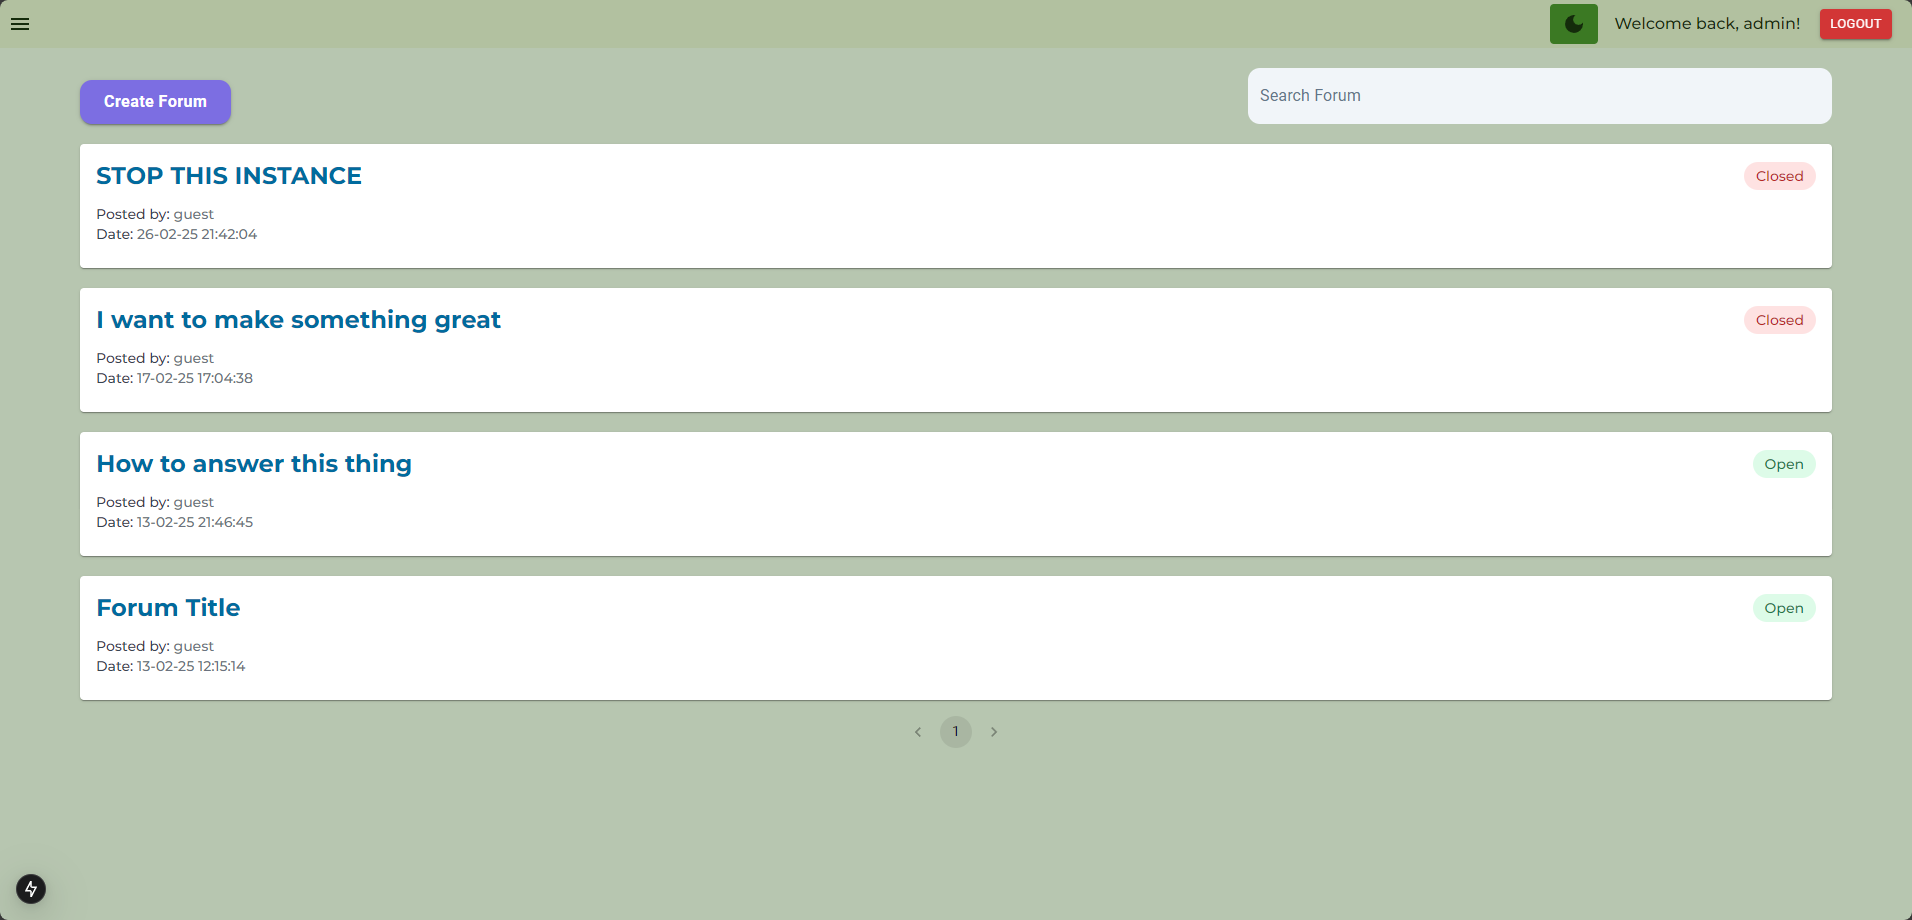 Welcome back, admin!
LOGOUT
Create Forum
Search Forum
STOP THIS INSTANCE
Closed
Posted by: guest
Date: 26-02-25 21:42:04
I want to make something great
Closed
Posted by: guest
Date: 17-02-25 17:04:38
How to answer this thing
Open
Posted by: guest
Date: 13-02-25 21:46:45
Forum Title
Open
Posted by: guest
Date: 13-02-25 12:15:14
1